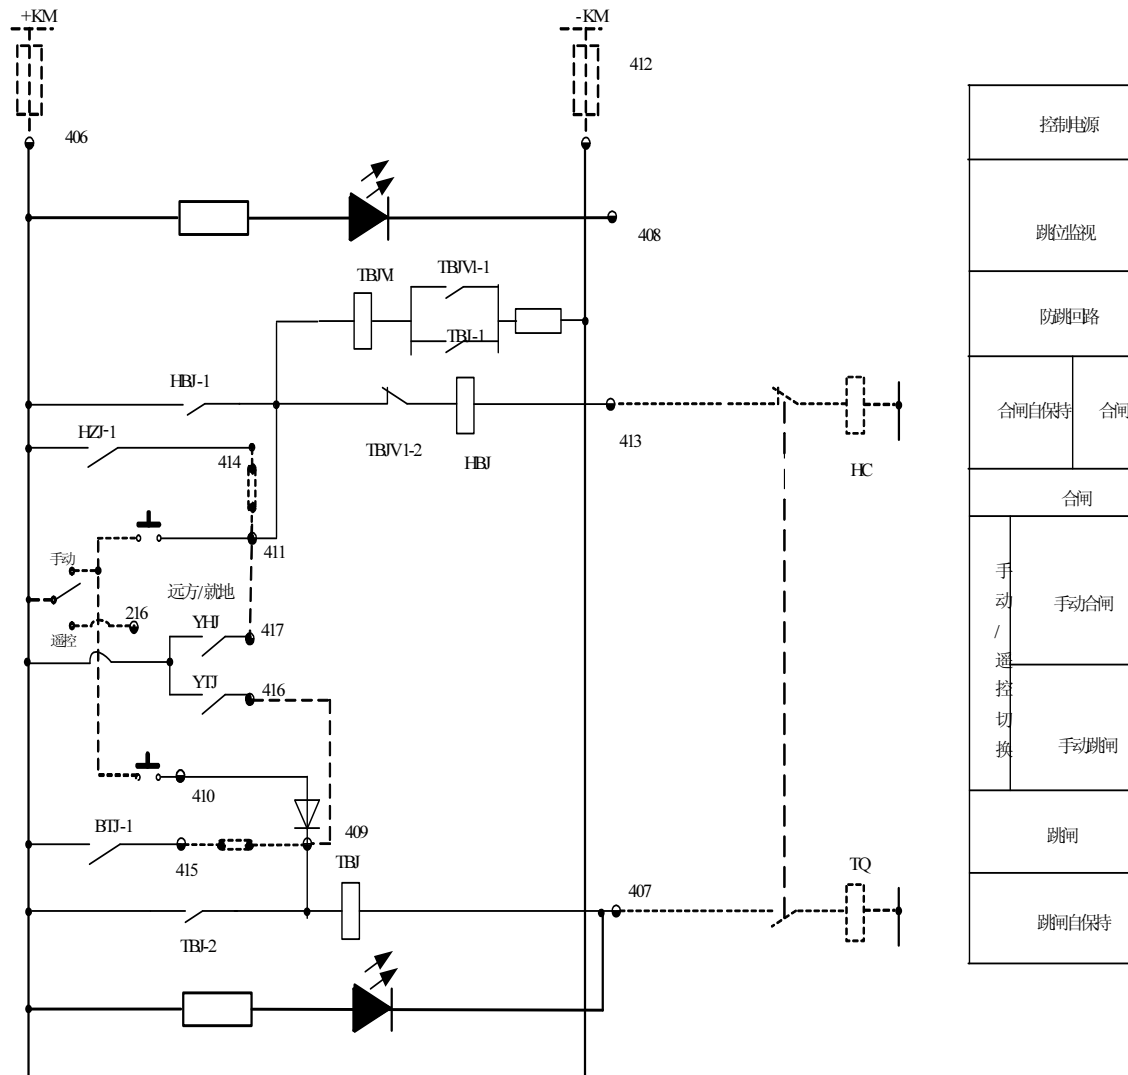 +KM
-KM
412
406
控制电源
408
跳位监视
TBJV1
TBJV1-1
TBJ-1
防跳回路
HBJ-1
TBJV1-2
HBJ
413
HC
合闸自保持
合闸
HZJ-1
414
合闸
411
手动
远方/就地
216
遥控
YHJ
417
YTJ
416
手动/遥控切换
手动合闸
手动跳闸
410
BTJ-1
409
415
跳闸
TBJ
407
TQ
TBJ-2
跳闸自保持